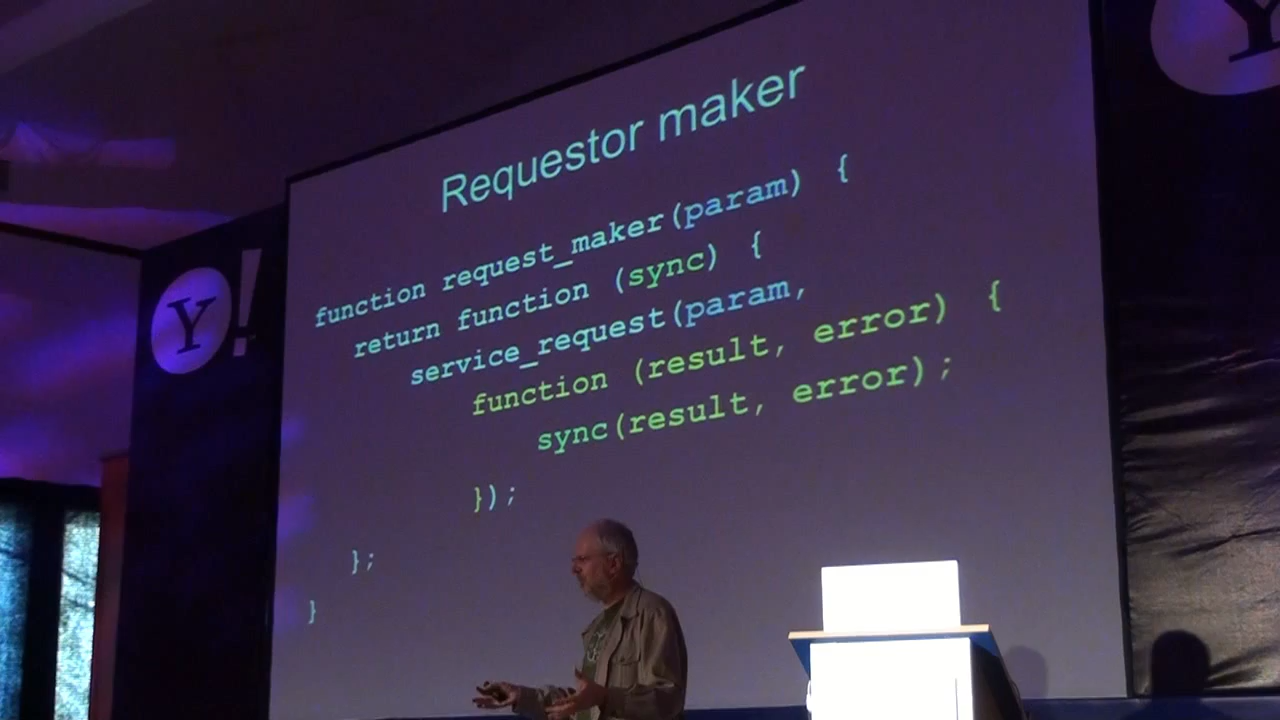 Requestor maker
function request_maker(param) {
return function (sync) {
service_request(param,
function (result, error) {
sync(result, error);
});
};
}
Y!
Y